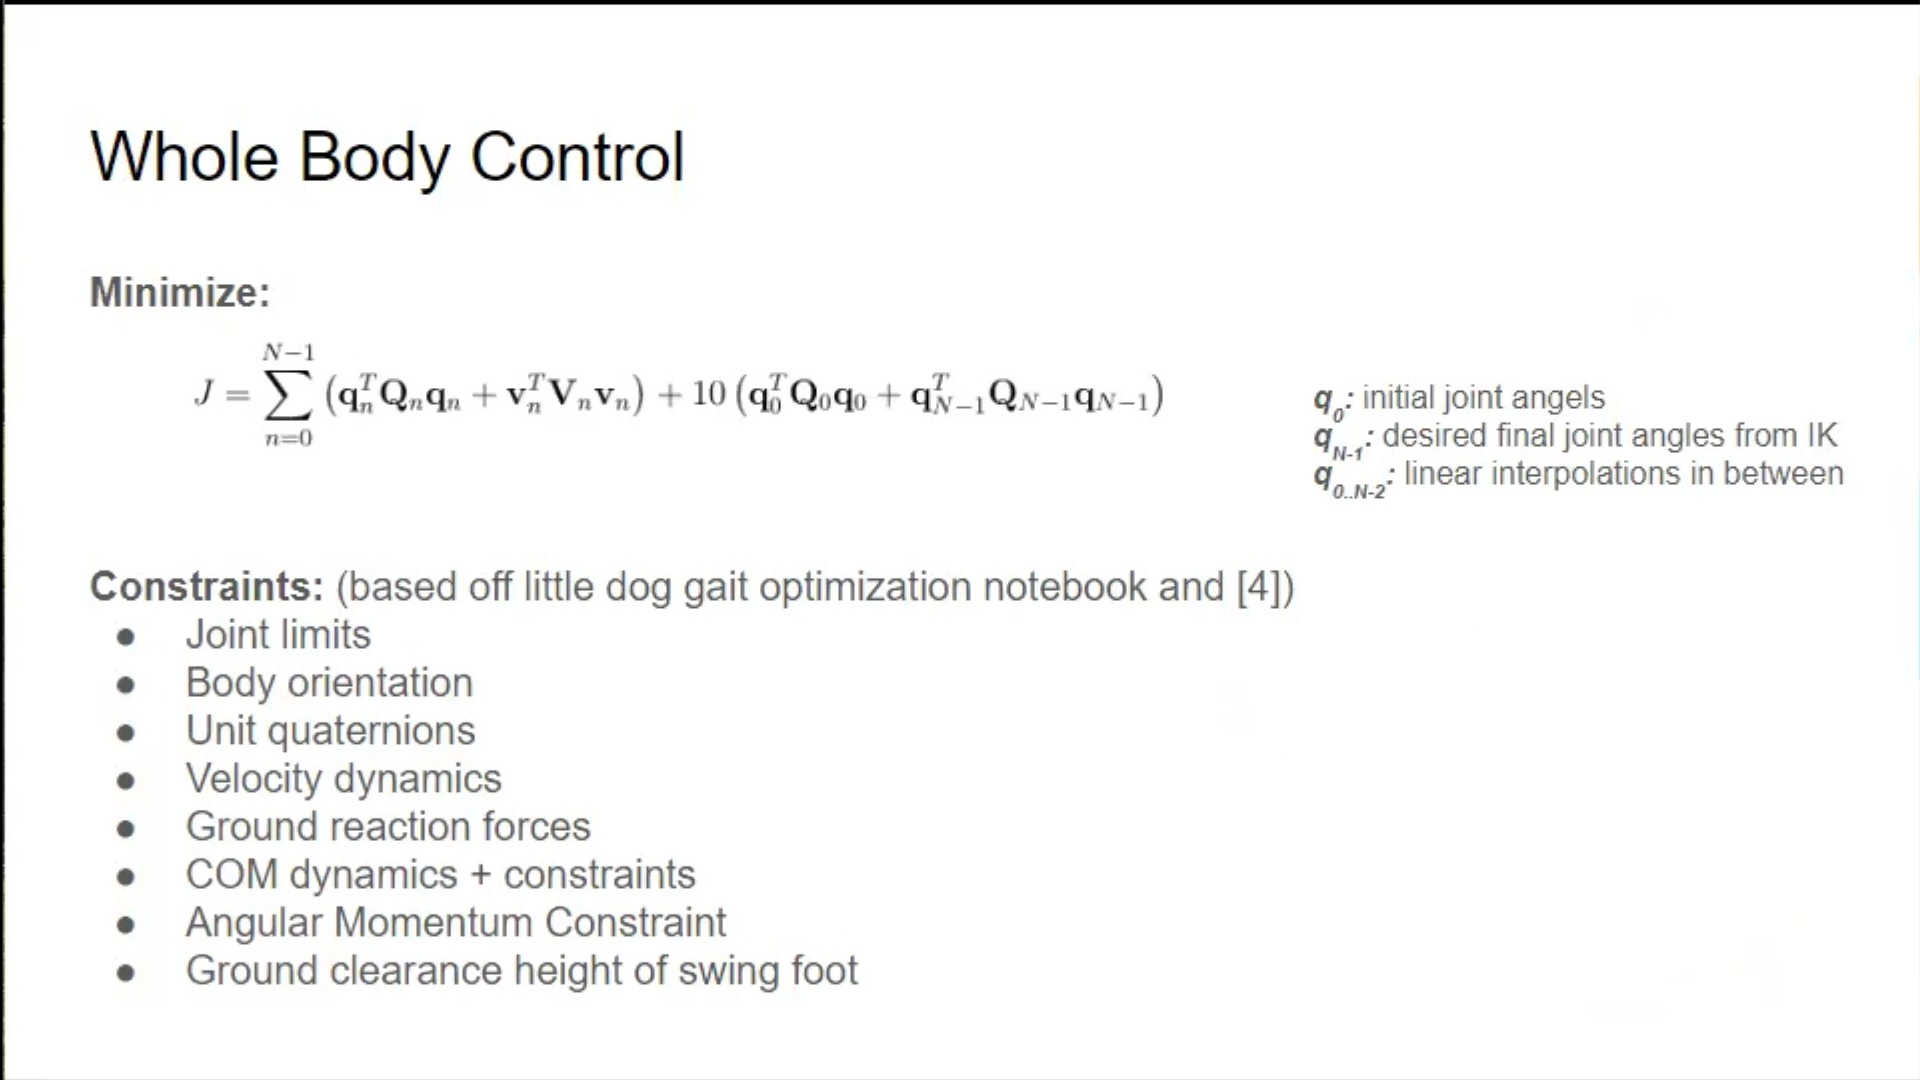 Whole Body Control
Minimize:
J = \sum_{n=0}^{N-1} (q_n^T Q_n q_n + v_n^T V_n v_n) + 10 (q_0^T Q_0 q_0 + q_{N-1}^T Q_{N-1} q_{N-1})
q_0: initial joint angels
q_{N-1}: desired final joint angles from IK
q_{0..N-2}: linear interpolations in between
Constraints: (based off little dog gait optimization notebook and [4])
● Joint limits
● Body orientation
● Unit quaternions
● Velocity dynamics
● Ground reaction forces
● COM dynamics + constraints
● Angular Momentum Constraint
● Ground clearance height of swing foot